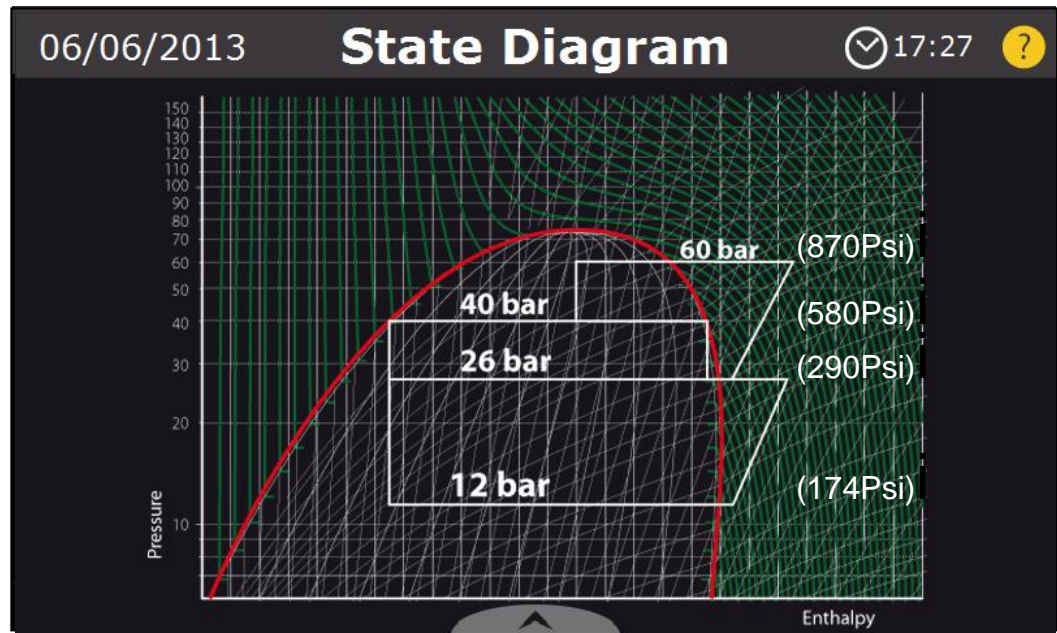 06/06/2013 State Diagram 17:27 ?
150
140
130
120
110
100
90
80
70
60
50
40
30
20
10
Pressure
60 bar (870Psi)
40 bar (580Psi)
26 bar (290Psi)
12 bar (174Psi)
Enthalpy